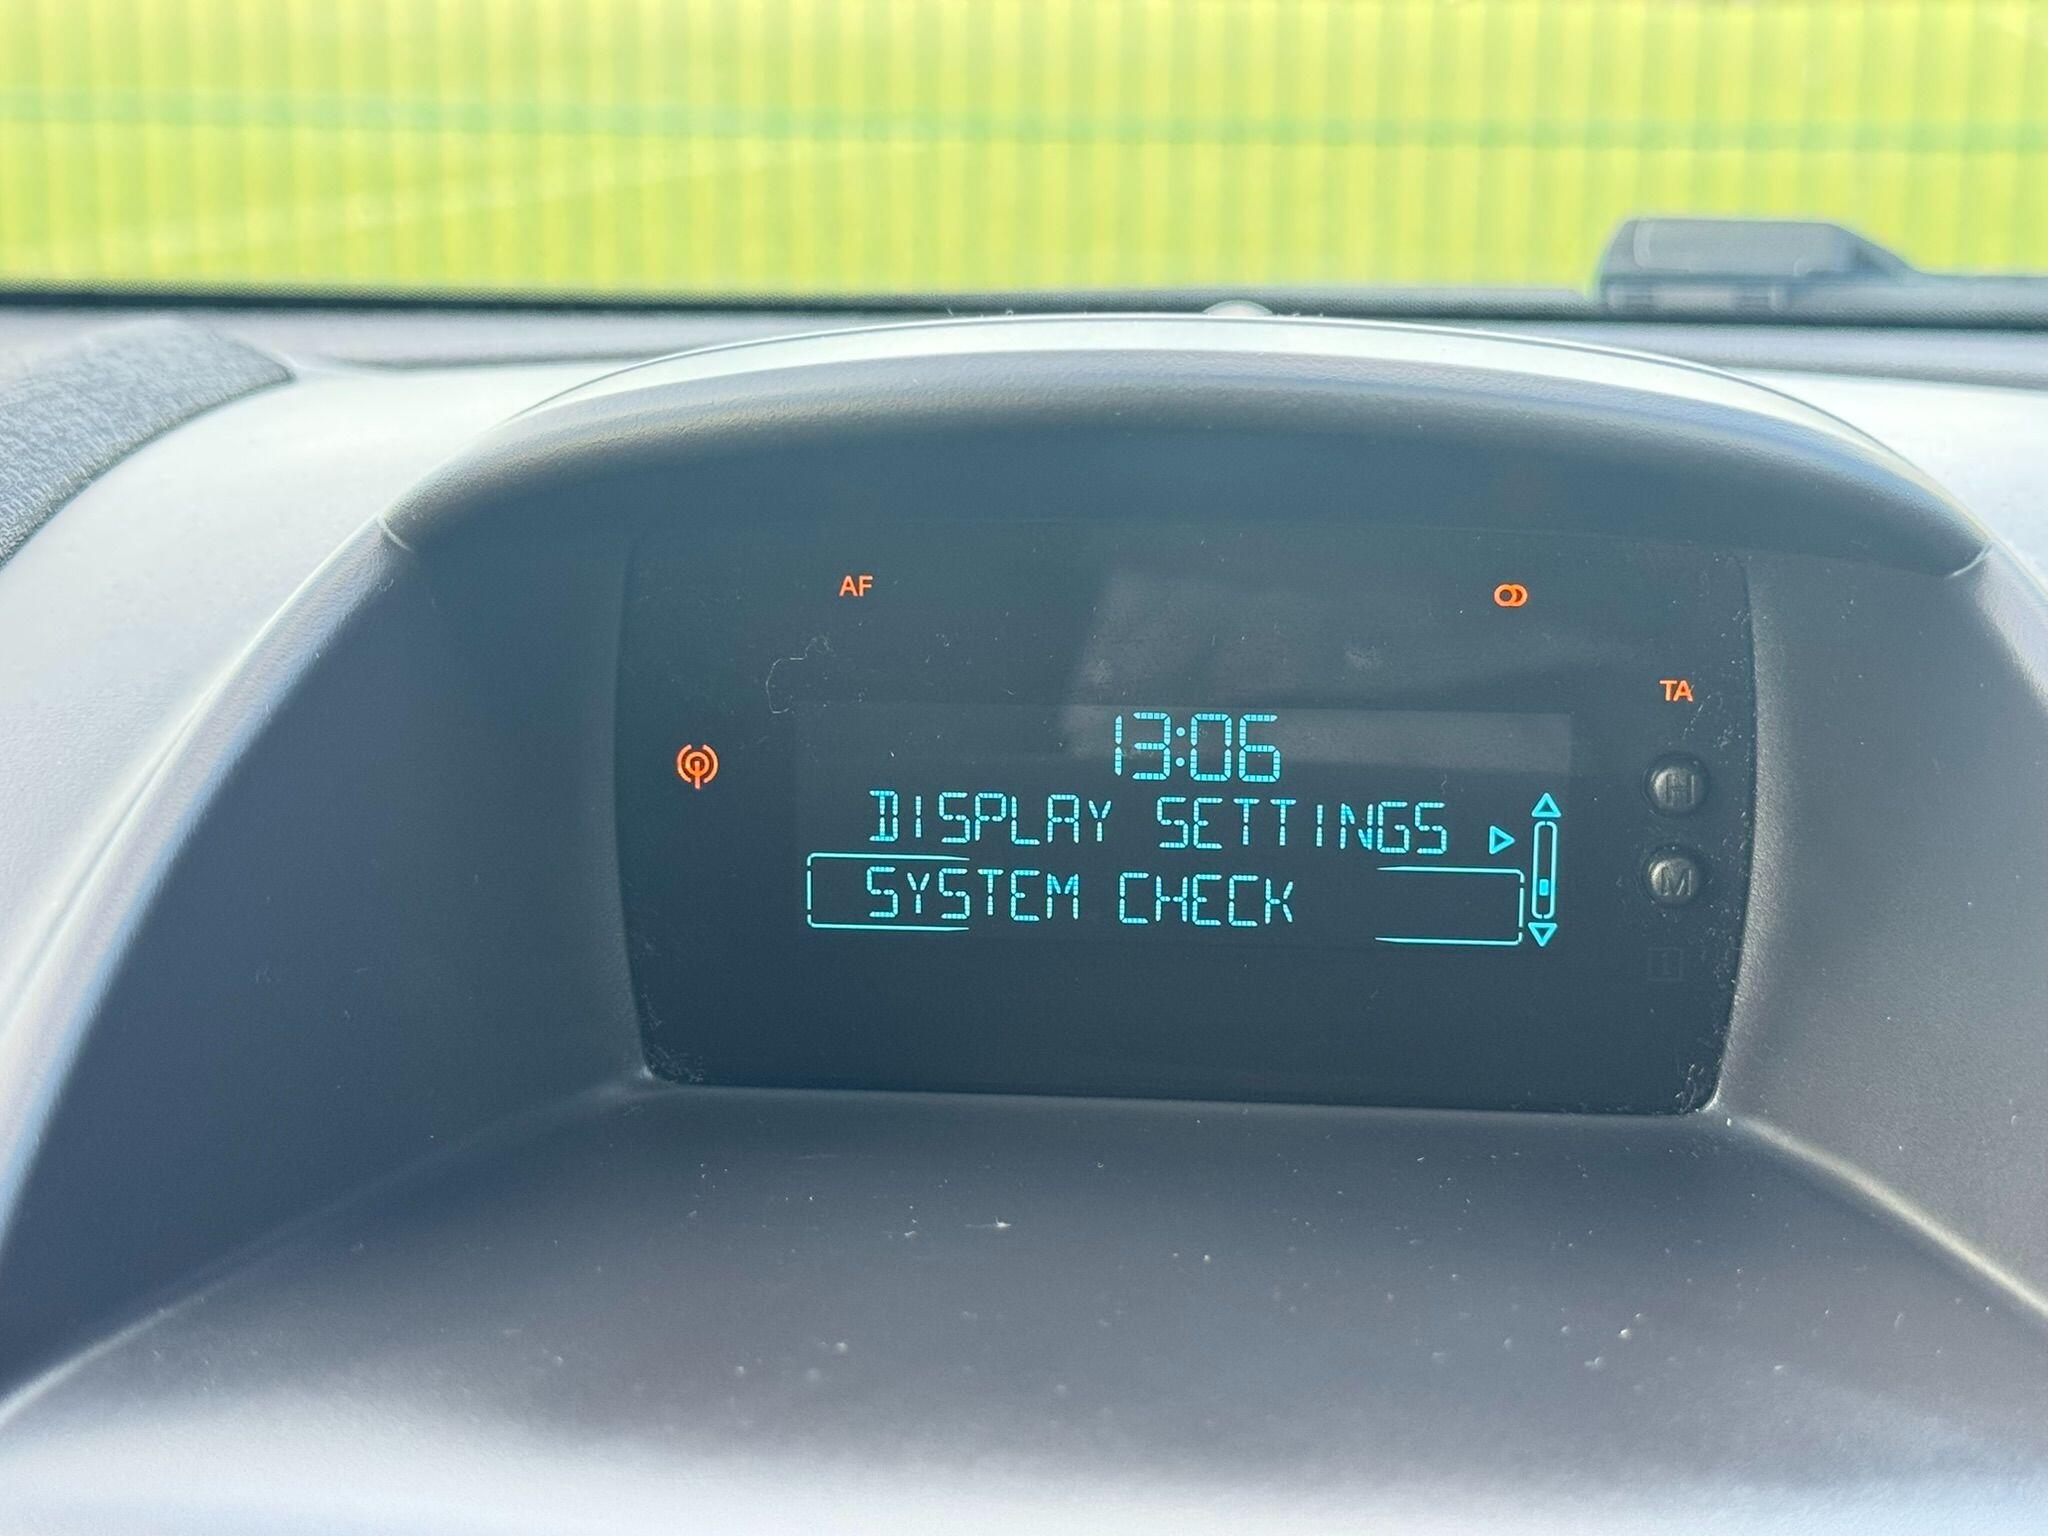 AF
TA
13:06
DISPLAY SETTINGS
H
SYSTEM CHECK
M